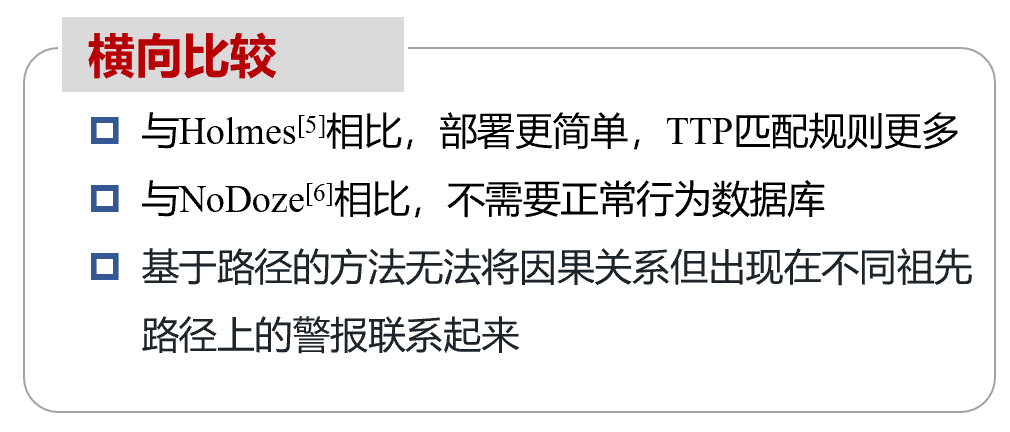 横向比较
与Holmes[5]相比，部署更简单，TTP匹配规则更多
与NoDoze[6]相比，不需要正常行为数据库
基于路径的方法无法将因果关系但出现在不同祖先
路径上的警报联系起来